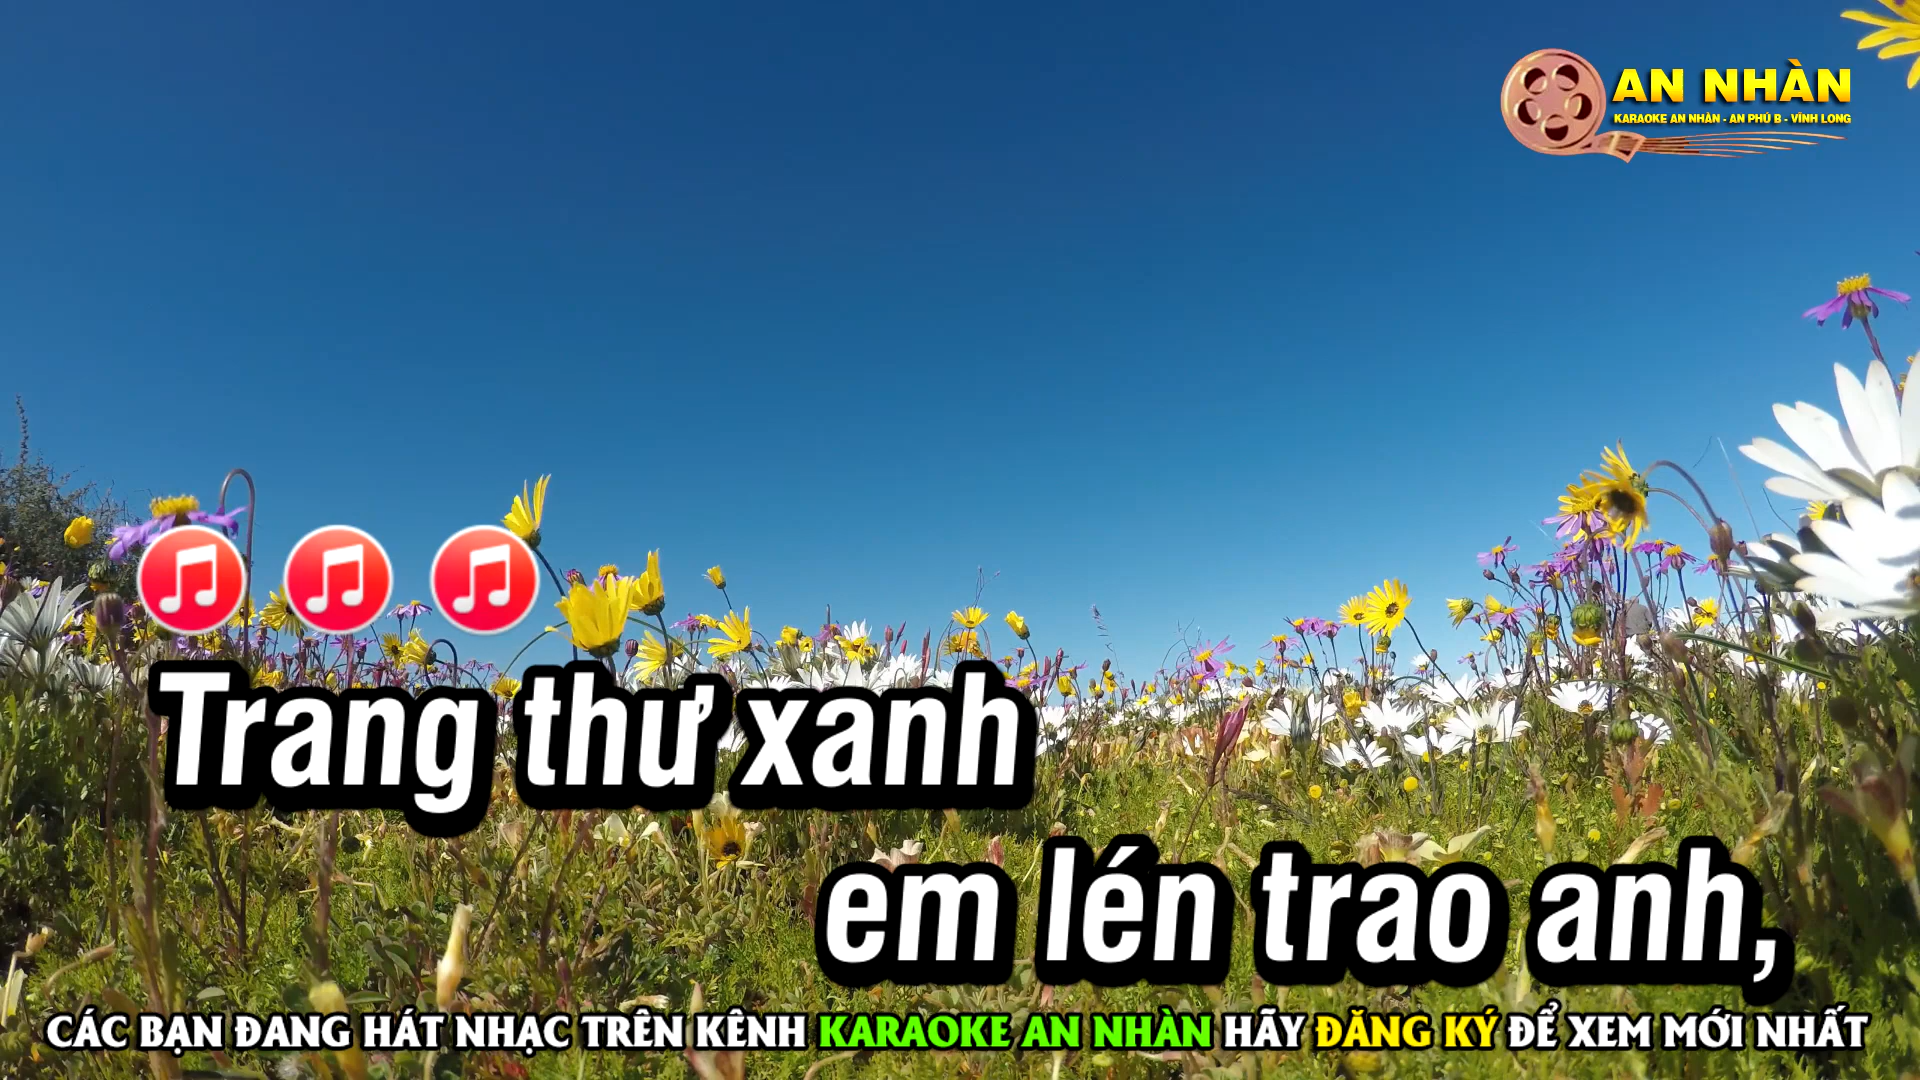 AN NHÀN
KARAOKE AN NHÀN - AN PHÚ B - VĨNH LONG
Trang thư xanh
em lén trao anh,
CÁC BẠN ĐANG HÁT NHẠC TRÊN KÊNH KARAOKE AN NHÀN HÃY ĐĂNG KÝ ĐỂ XEM MỚI NHẤT